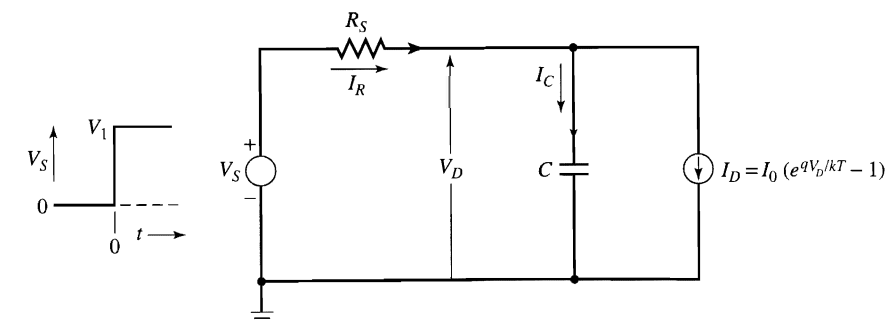 R_S
I_R
I_C
V_1
V_S
0
0
t
+
V_S
−
V_D
C
I_D = I_0 (e^{qV_D/kT} − 1)